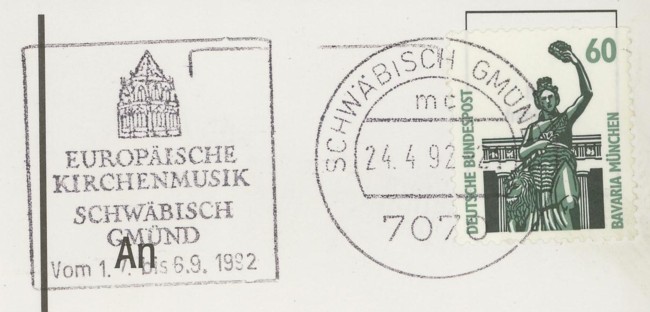 EUROPÄISCHE
KIRCHENMUSIK
SCHWÄBISCH
GMÜND
An
Vom 1. 7. bis 6.9. 1992
SCHWÄBISCH GMÜN
mc
24.4 92
7070
60
DEUTSCHE BUNDESPOST
BAVARIA MÜNCHEN